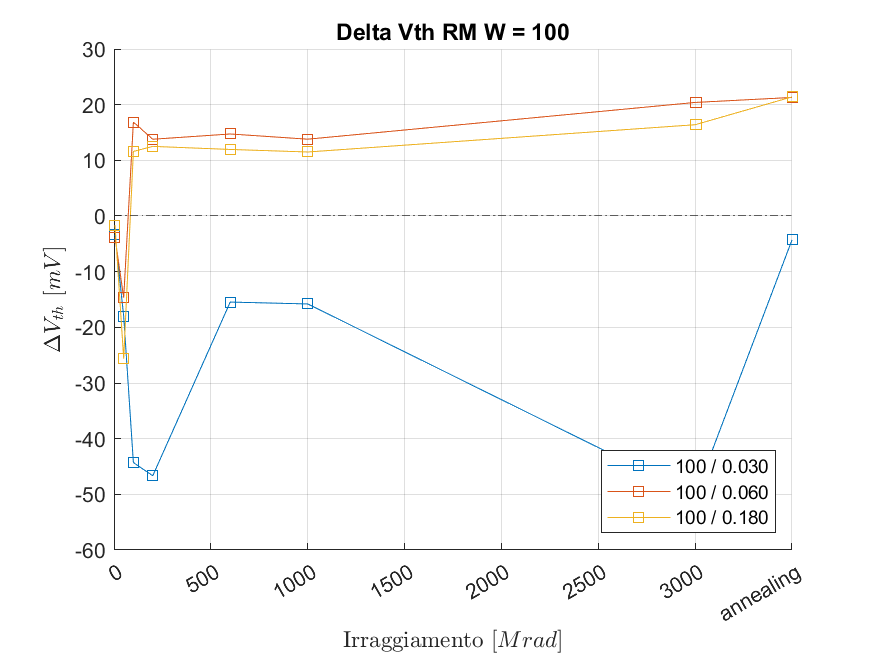 Delta Vth RM W = 100
30
20
10
0
-10
-20
-30
-40
-50
-60
ΔV_th [mV]
0
500
1000
1500
2000
2500
3000
annealing
Irraggiamento [Mrad]
100 / 0.030
100 / 0.060
100 / 0.180